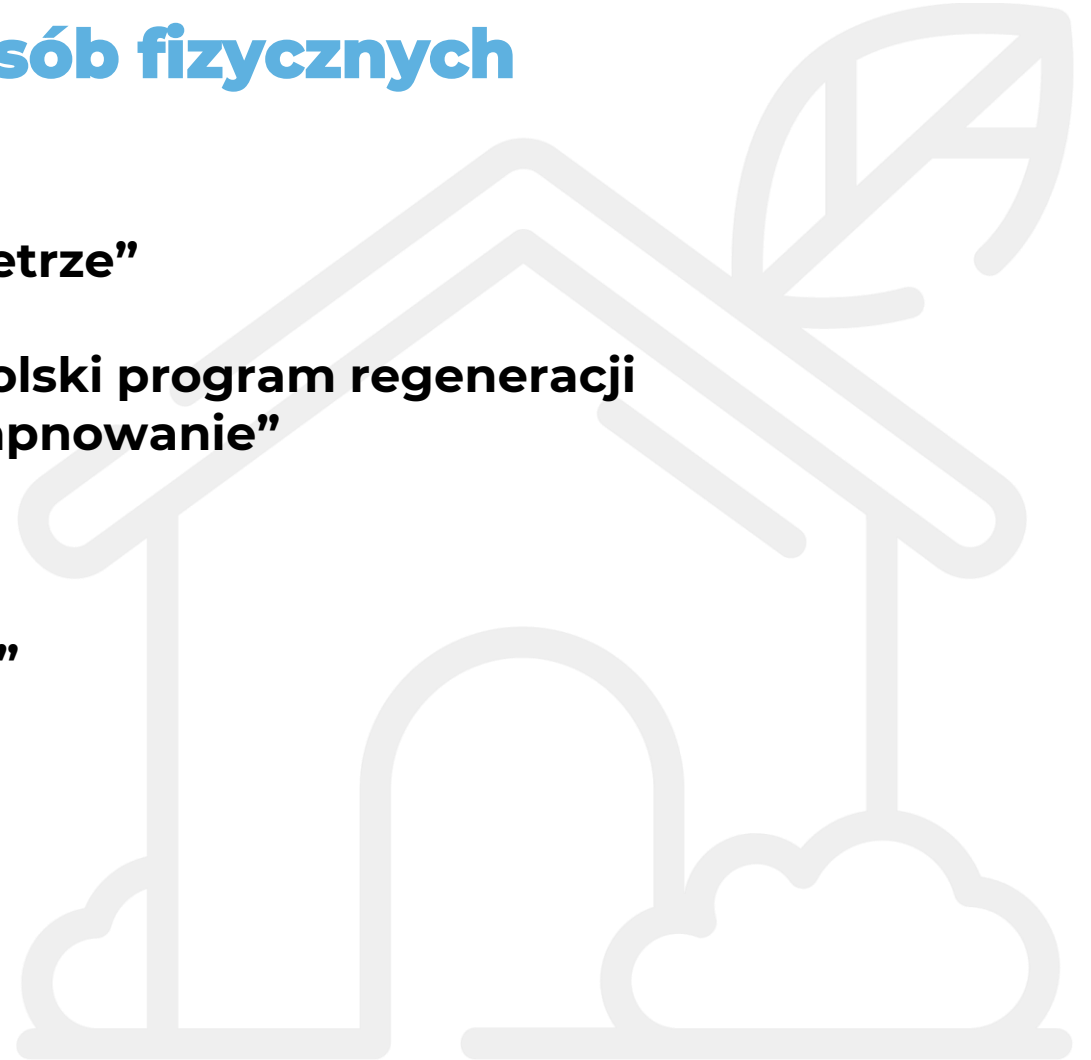 sób fizycznych
etrze”
olski program regeneracji
apnowanie”
”